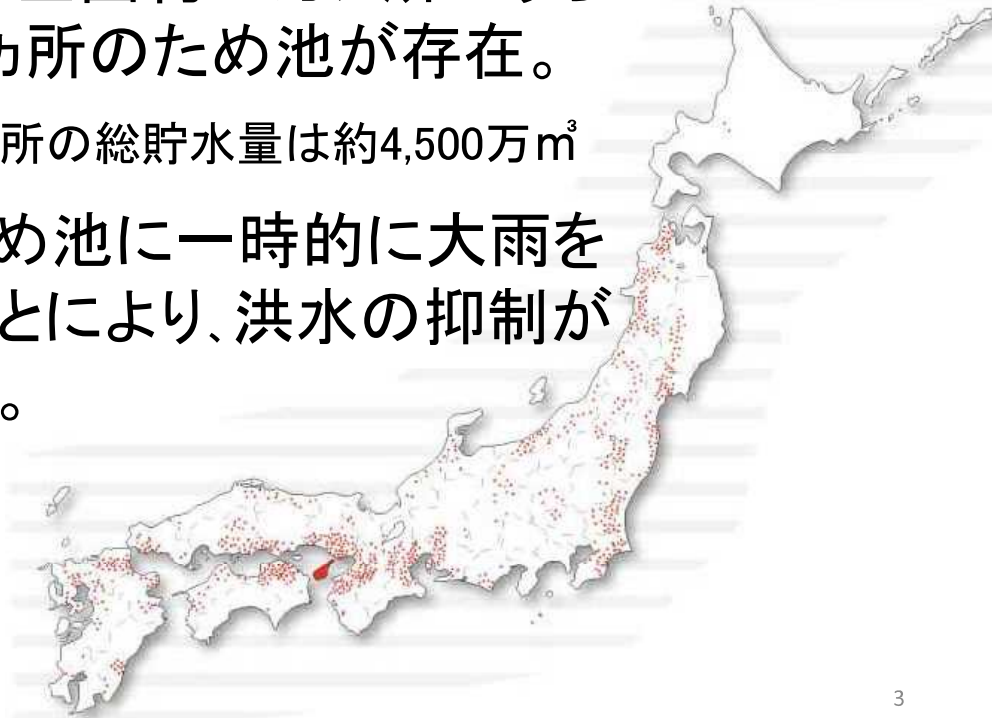 ヵ所のため池が存在。
所の総貯水量は約4,500万㎥
め池に一時的に大雨を
とにより、洪水の抑制が
。
3